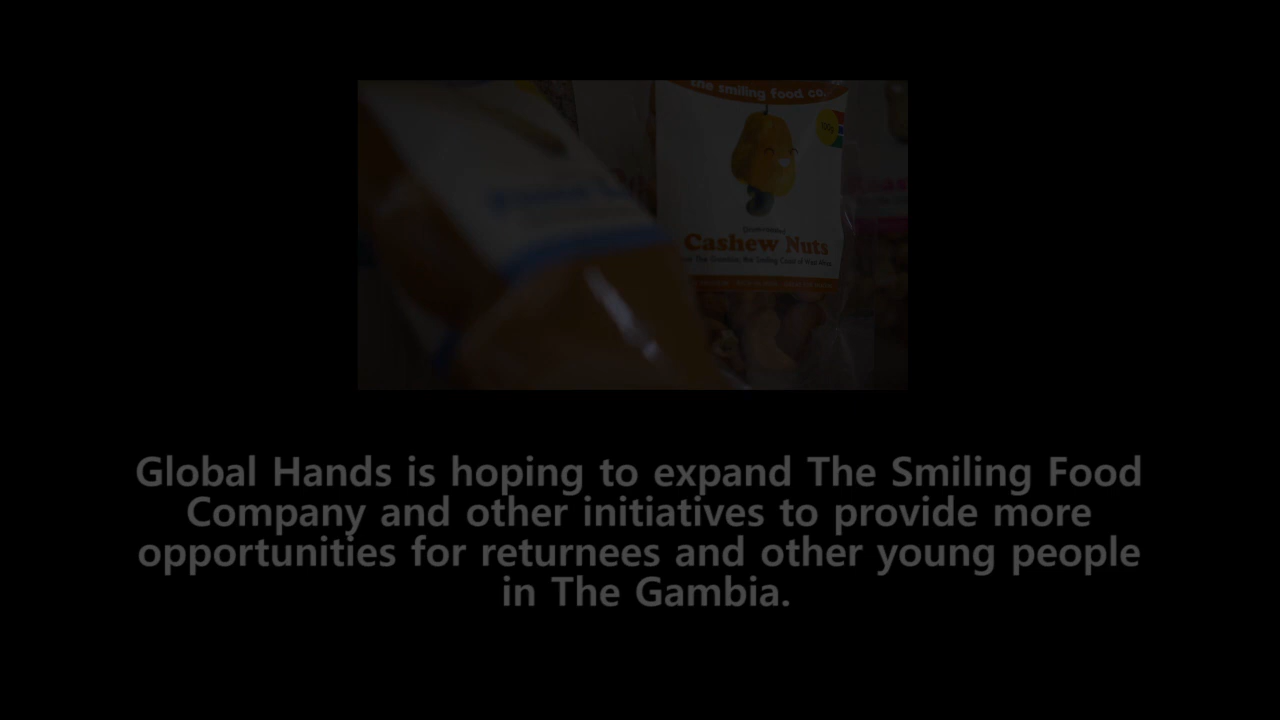 the smiling food co.
Cashew Nuts
Global Hands is hoping to expand The Smiling Food
Company and other initiatives to provide more
opportunities for returnees and other young people
in The Gambia.